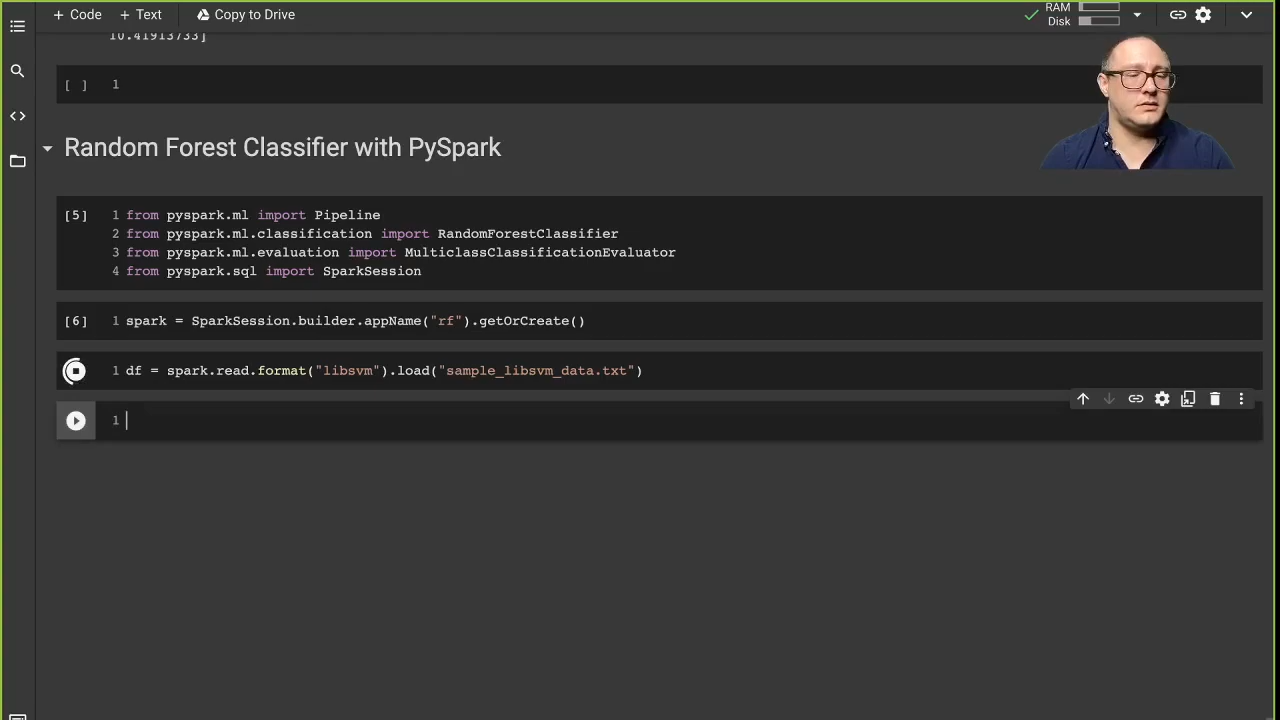 + Code + Text Copy to Drive
RAM
Disk
10.41913733]
[ ] 1
Random Forest Classifier with PySpark
[5] 1 from pyspark.ml import Pipeline
2 from pyspark.ml.classification import RandomForestClassifier
3 from pyspark.ml.evaluation import MulticlassClassificationEvaluator
4 from pyspark.sql import SparkSession
[6] 1 spark = SparkSession.builder.appName("rf").getOrCreate()
1 df = spark.read.format("libsvm").load("sample_libsvm_data.txt")
1